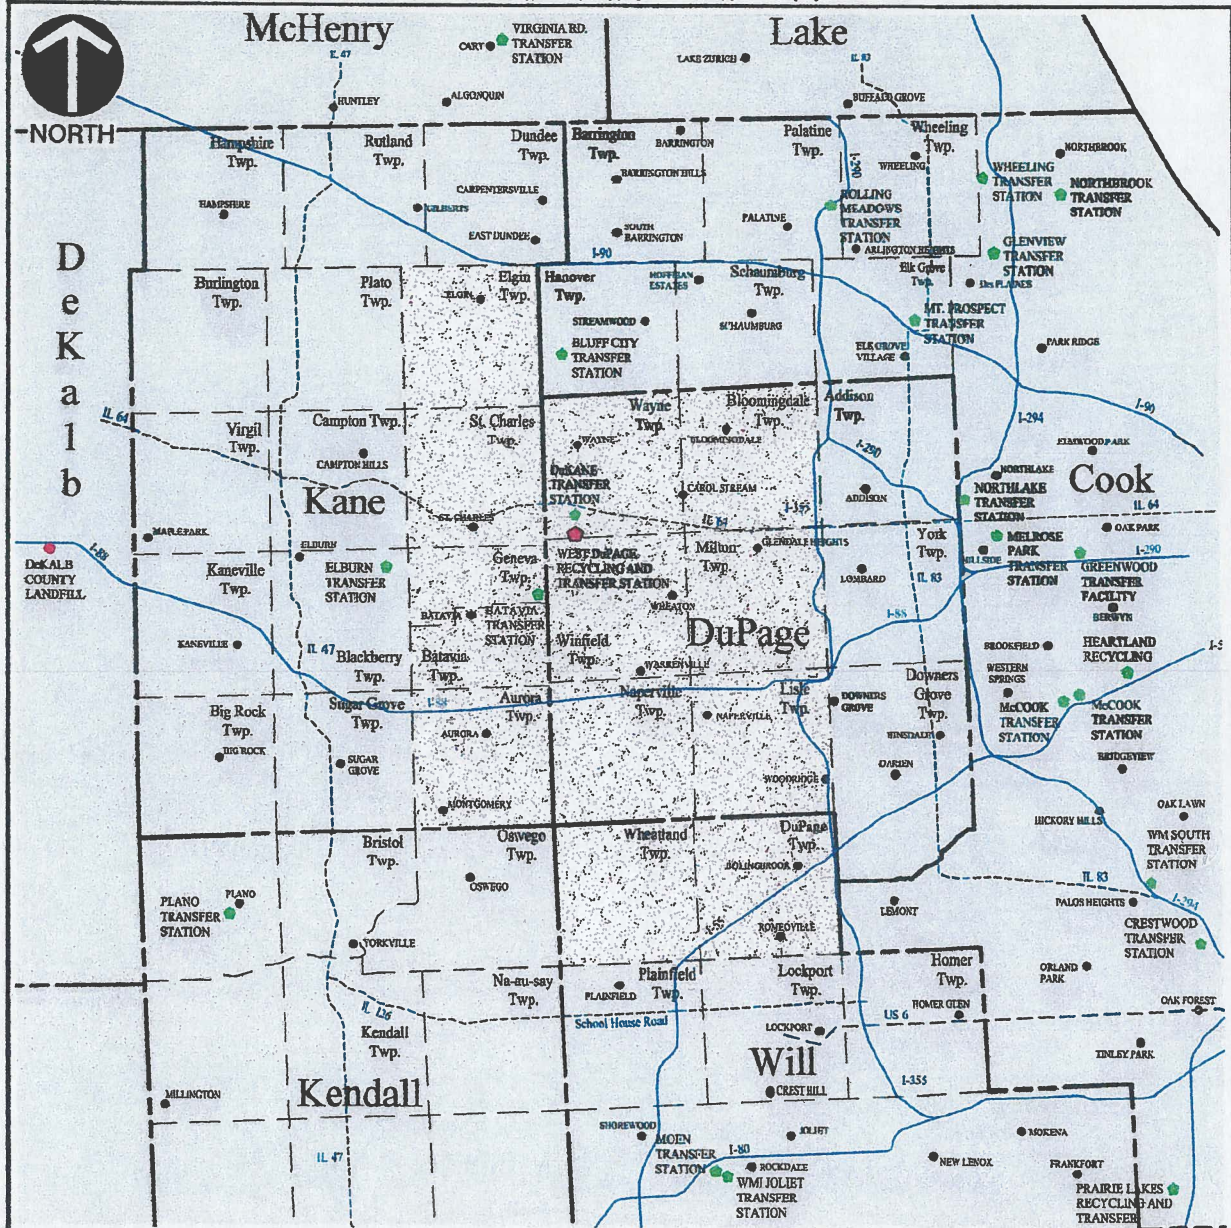 McHenry
Lake
IL 47
CARY
VIRGINIA RD.
TRANSFER
STATION
LAKE ZURICH
IL 83
HUNTLEY
ALGONQUIN
BUFFALO GROVE
NORTH
Hampshire
Twp.
Rutland
Twp.
Dundee
Twp.
Barrington
Twp.
BARRINGTON
Palatine
Twp.
Wheeling
Twp.
I-290
WHEELING
NORTHBROOK
WHEELING
TRANSFER
STATION
NORTHBROOK
TRANSFER
STATION
BARRINGTON HILLS
CARPENTERSVILLE
HAMPSHIRE
GILBERTS
ROLLING
MEADOWS
TRANSFER
STATION
PALATINE
EAST DUNDEE
SOUTH
BARRINGTON
ARLINGTON HEIGHTS
GLENVIEW
TRANSFER
STATION
I-90
DeKalb
Burlington
Twp.
Plato
Twp.
Elgin
Twp.
Hanover
Twp.
HOFFMAN
ESTATES
Schaumburg
Twp.
Elk Grove
Twp.
DES PLAINES
ELGIN
STREAMWOOD
SCHAUMBURG
MT. PROSPECT
TRANSFER
STATION
BLUFF CITY
TRANSFER
STATION
ELK GROVE
VILLAGE
PARK RIDGE
IL 64
Virgil
Twp.
Campton Twp.
St. Charles
Twp.
Wayne
Twp.
Bloomingdale
Twp.
Addison
Twp.
I-294
I-90
CAMPTON HILLS
WAYNE
BLOOMINGDALE
I-290
ELMWOOD PARK
DuKANE
TRANSFER
STATION
NORTHLAKE
Cook
Kane
CAROL STREAM
ADDISON
NORTHLAKE
TRANSFER
STATION
I-355
IL 64
IL 64
ST. CHARLES
OAK PARK
MAPLE PARK
I-88
DeKALB
COUNTY
LANDFILL
ELBURN
Kaneville
Twp.
ELBURN
TRANSFER
STATION
Geneva
Twp.
WEST DuPAGE
RECYCLING AND
TRANSFER STATION
Milton
Twp.
GLENDALE HEIGHTS
York
Twp.
HILLSIDE
MELROSE
PARK
TRANSFER
STATION
I-290
GREENWOOD
TRANSFER
FACILITY
LOMBARD
IL 83
BATAVIA
BATAVIA
TRANSFER
STATION
WHEATON
I-88
BERWYN
KANEVILLE
IL 47
Blackberry
Twp.
Batavia
Twp.
Winfield
Twp.
DuPage
WARRENVILLE
BROOKFIELD
HEARTLAND
RECYCLING
WESTERN
SPRINGS
Big Rock
Twp.
Sugar Grove
Twp.
I-88
Aurora
Twp.
Naperville
Twp.
Lisle
Twp.
DOWNERS
GROVE
Downers
Grove
Twp.
McCOOK
TRANSFER
STATION
McCOOK
TRANSFER
STATION
NAPERVILLE
AURORA
HINSDALE
BIG ROCK
SUGAR
GROVE
BRIDGEVIEW
WOODRIDGE
DARIEN
MONTGOMERY
OAK LAWN
HICKORY HILLS
WM SOUTH
TRANSFER
STATION
Bristol
Twp.
Oswego
Twp.
Wheatland
Twp.
DuPage
Twp.
BOLINGBROOK
OSWEGO
IL 83
PLANO
PLANO
TRANSFER
STATION
LEMONT
PALOS HEIGHTS
I-294
I-55
CRESTWOOD
TRANSFER
STATION
YORKVILLE
ROMEOVILLE
Na-au-say
Twp.
Plainfield
Twp.
Lockport
Twp.
Homer
Twp.
ORLAND
PARK
PLAINFIELD
OAK FOREST
HOMER GLEN
IL 126
School House Road
US 6
Kendall
Twp.
LOCKPORT
TINLEY PARK
Will
MILLINGTON
Kendall
CREST HILL
I-355
SHOREWOOD
MOEN
TRANSFER
STATION
JOLIET
MOKENA
IL 47
I-80
ROCKDALE
NEW LENOX
FRANKFORT
WMI JOLIET
TRANSFER
STATION
PRAIRIE LAKES
RECYCLING AND
TRANSFER